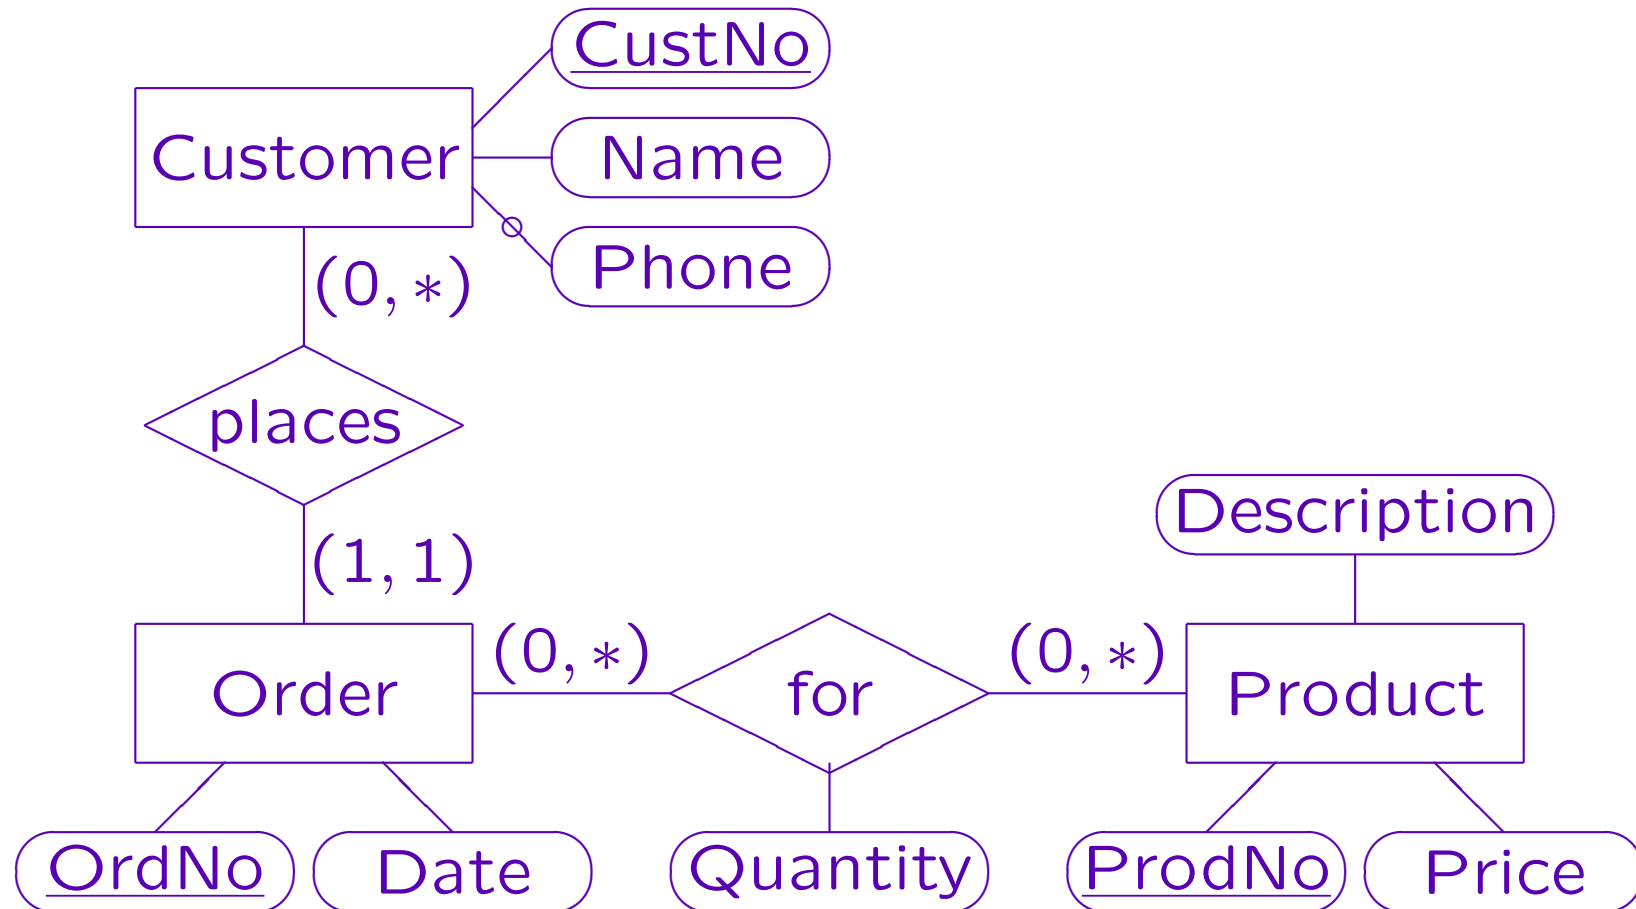 CustNo
Customer
Name
Phone
(0,*)
places
(1,1)
Description
(0,*)
(0,*)
Order
for
Product
OrdNo
Date
Quantity
ProdNo
Price